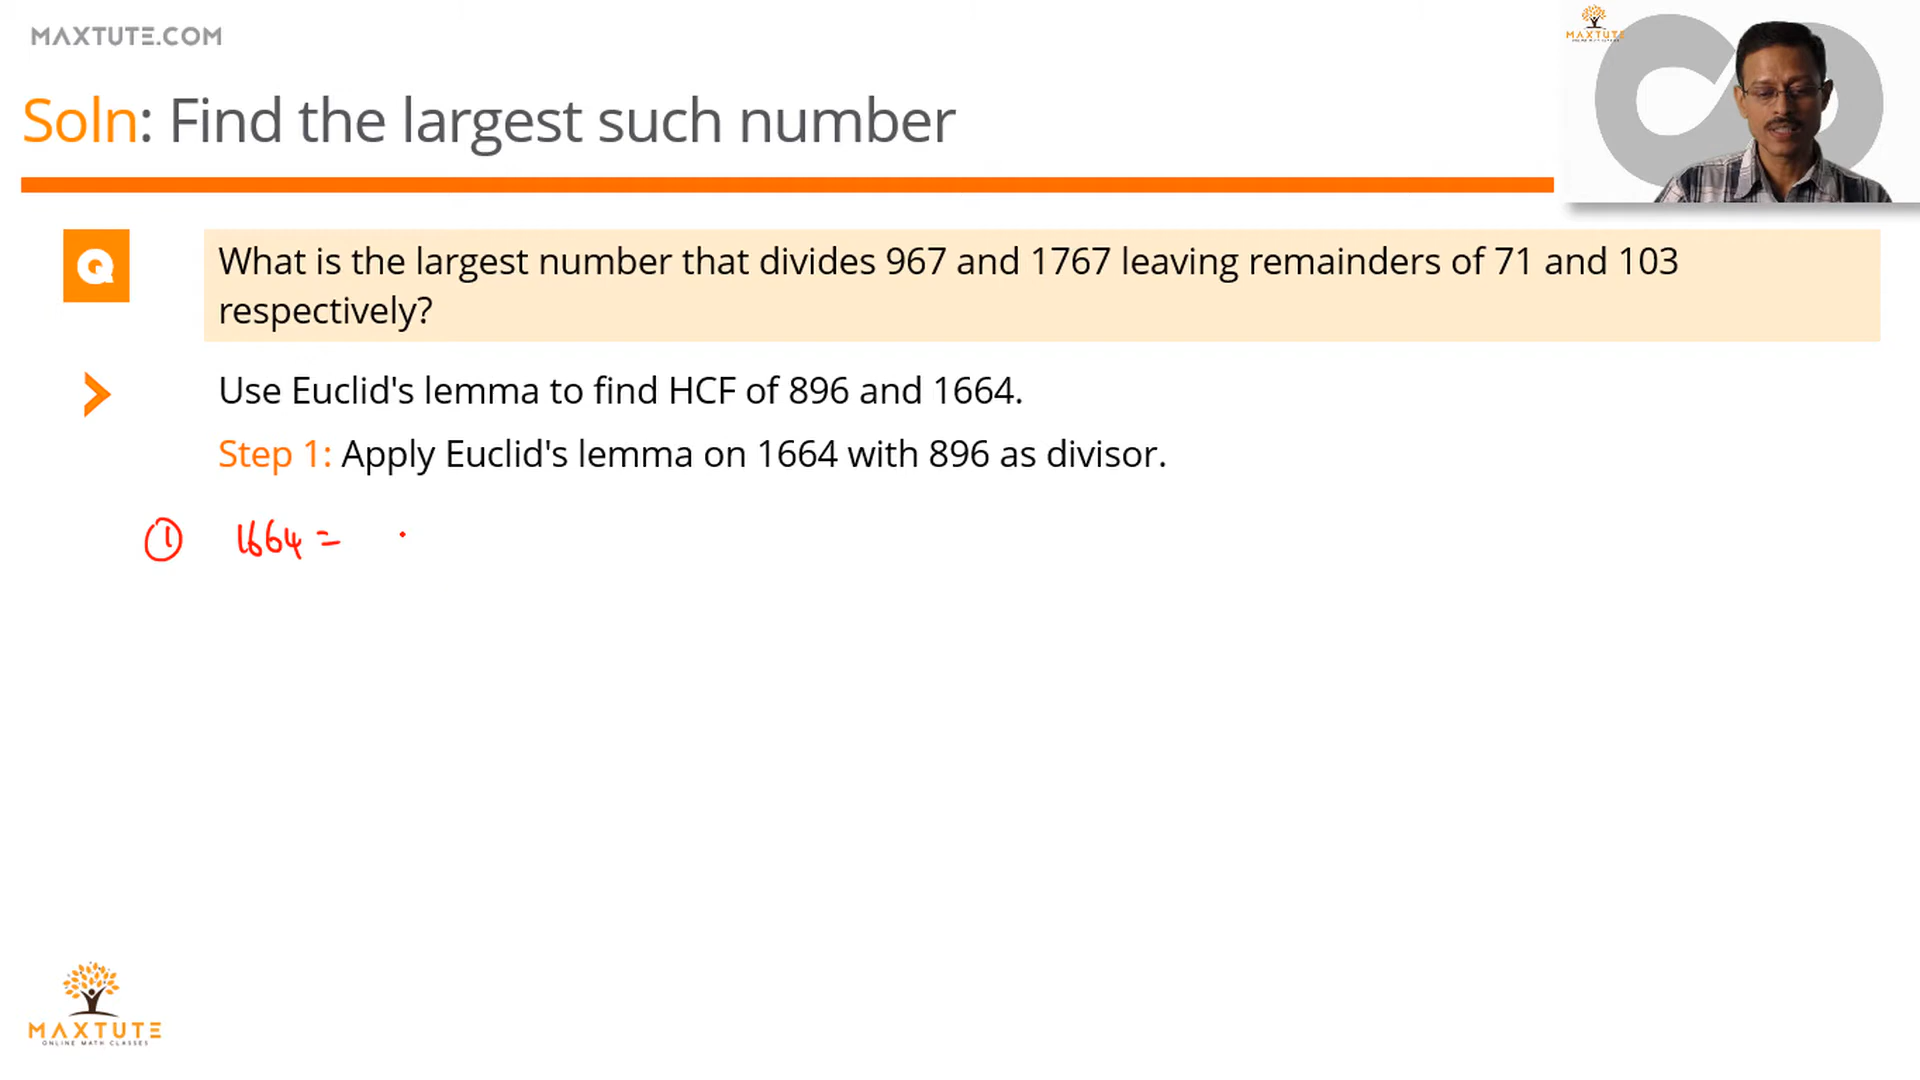 MAXTUTE.COM
MAXTUTE
Soln: Find the largest such number
Q
What is the largest number that divides 967 and 1767 leaving remainders of 71 and 103
respectively?
Use Euclid's lemma to find HCF of 896 and 1664.
Step 1: Apply Euclid's lemma on 1664 with 896 as divisor.
① 1664 =
MAXTUTE
ONLINE MATH CLASSES